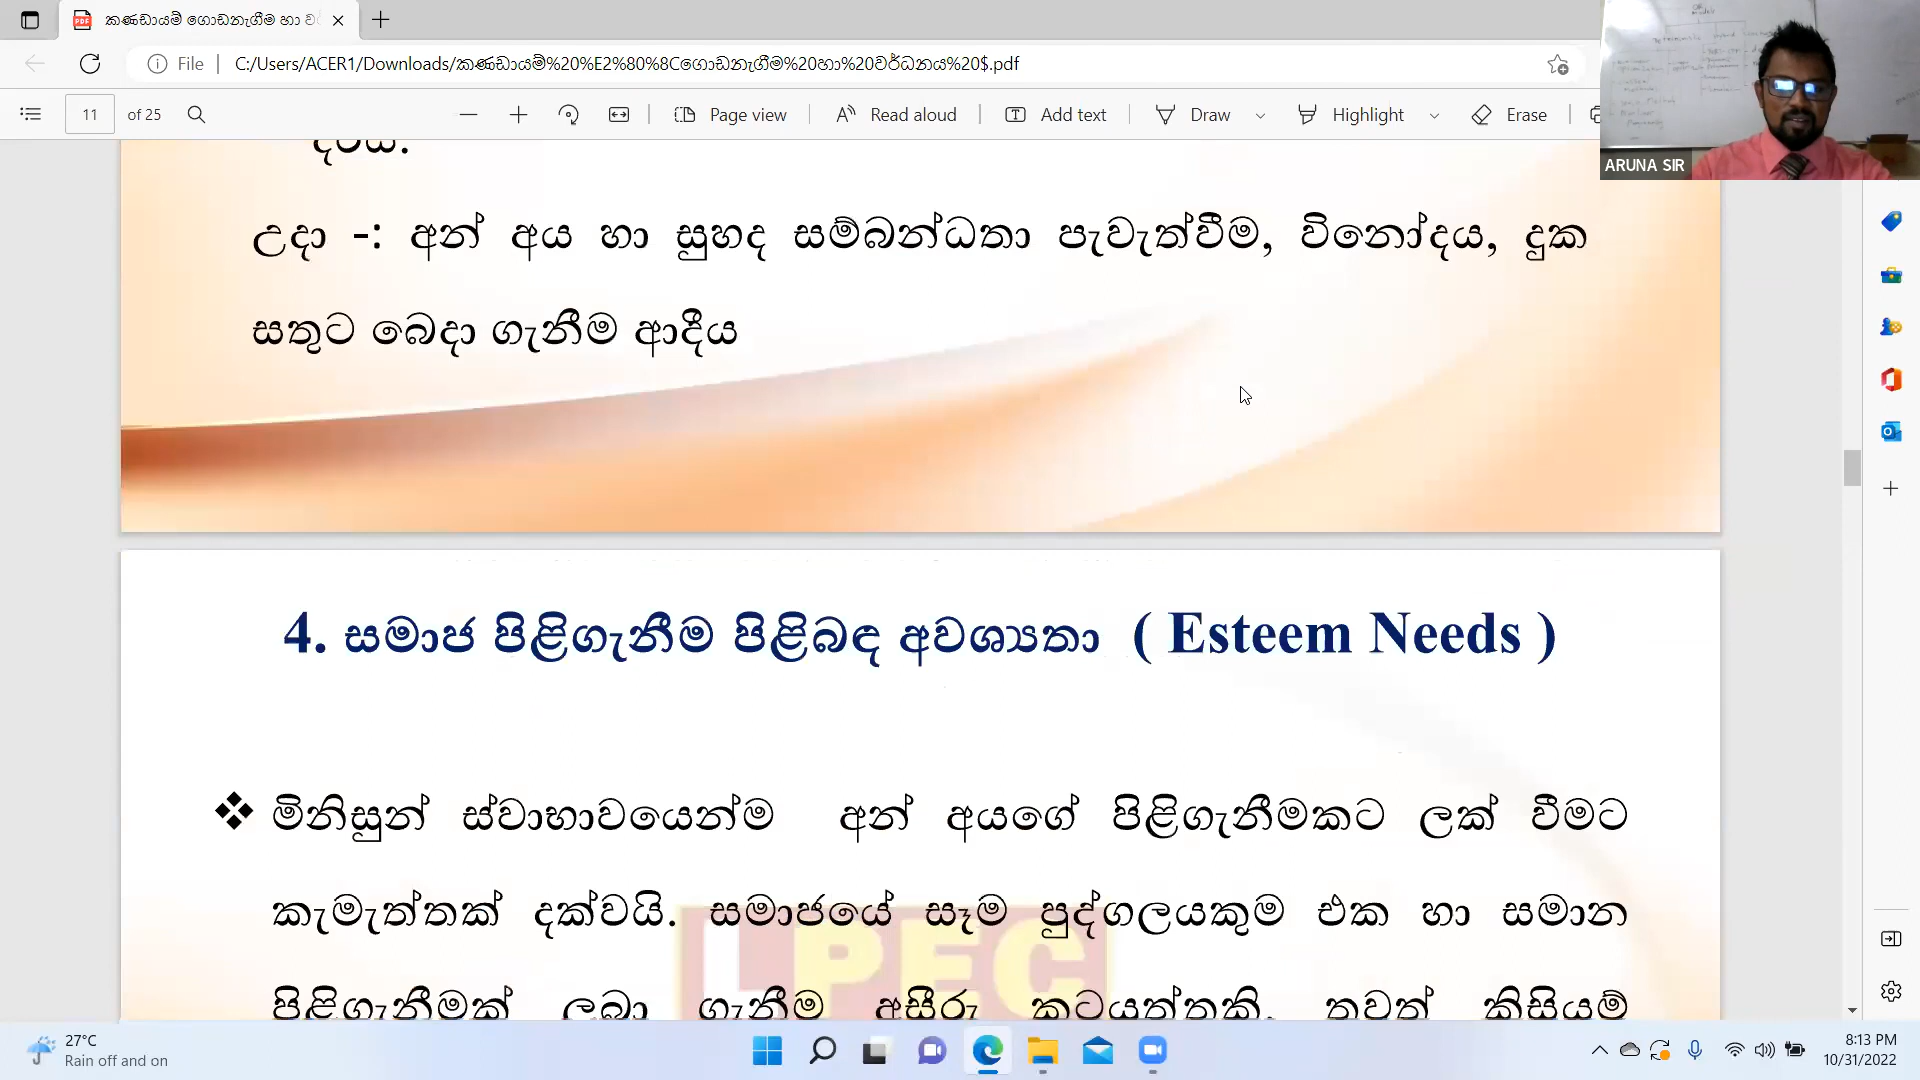 කණ්ඩායම් ගොඩනැගීම හා ව
File
C:/Users/ACER1/Downloads/කණ්ඩායම්%20%E2%80%8Cගොඩනැගීම%20හා%20වර්ධනය%20$.pdf
11 of 25
Page view
Read aloud
Add text
Draw
Highlight
Erase
ARUNA SIR
උදා -: අන් අය හා සුහද සම්බන්ධතා පැවැත්වීම, විනෝදය, දුක
සතුට බෙදා ගැනීම ආදීය
4. සමාජ පිළිගැනීම පිළිබඳ අවශ්‍යතා ( Esteem Needs )
❖ මිනිසුන් ස්වාභාවයෙන්ම අන් අයගේ පිළිගැනීමකට ලක් වීමට
කැමැත්තක් දක්වයි. සමාජයේ සෑම පුද්ගලයකුම එක හා සමාන
පිළිගැනීමක් ලබා ගැනීම අසීරු කටයුත්තකි. තවත් කිසියම්
LPEC
27°C
Rain off and on
8:13 PM
10/31/2022